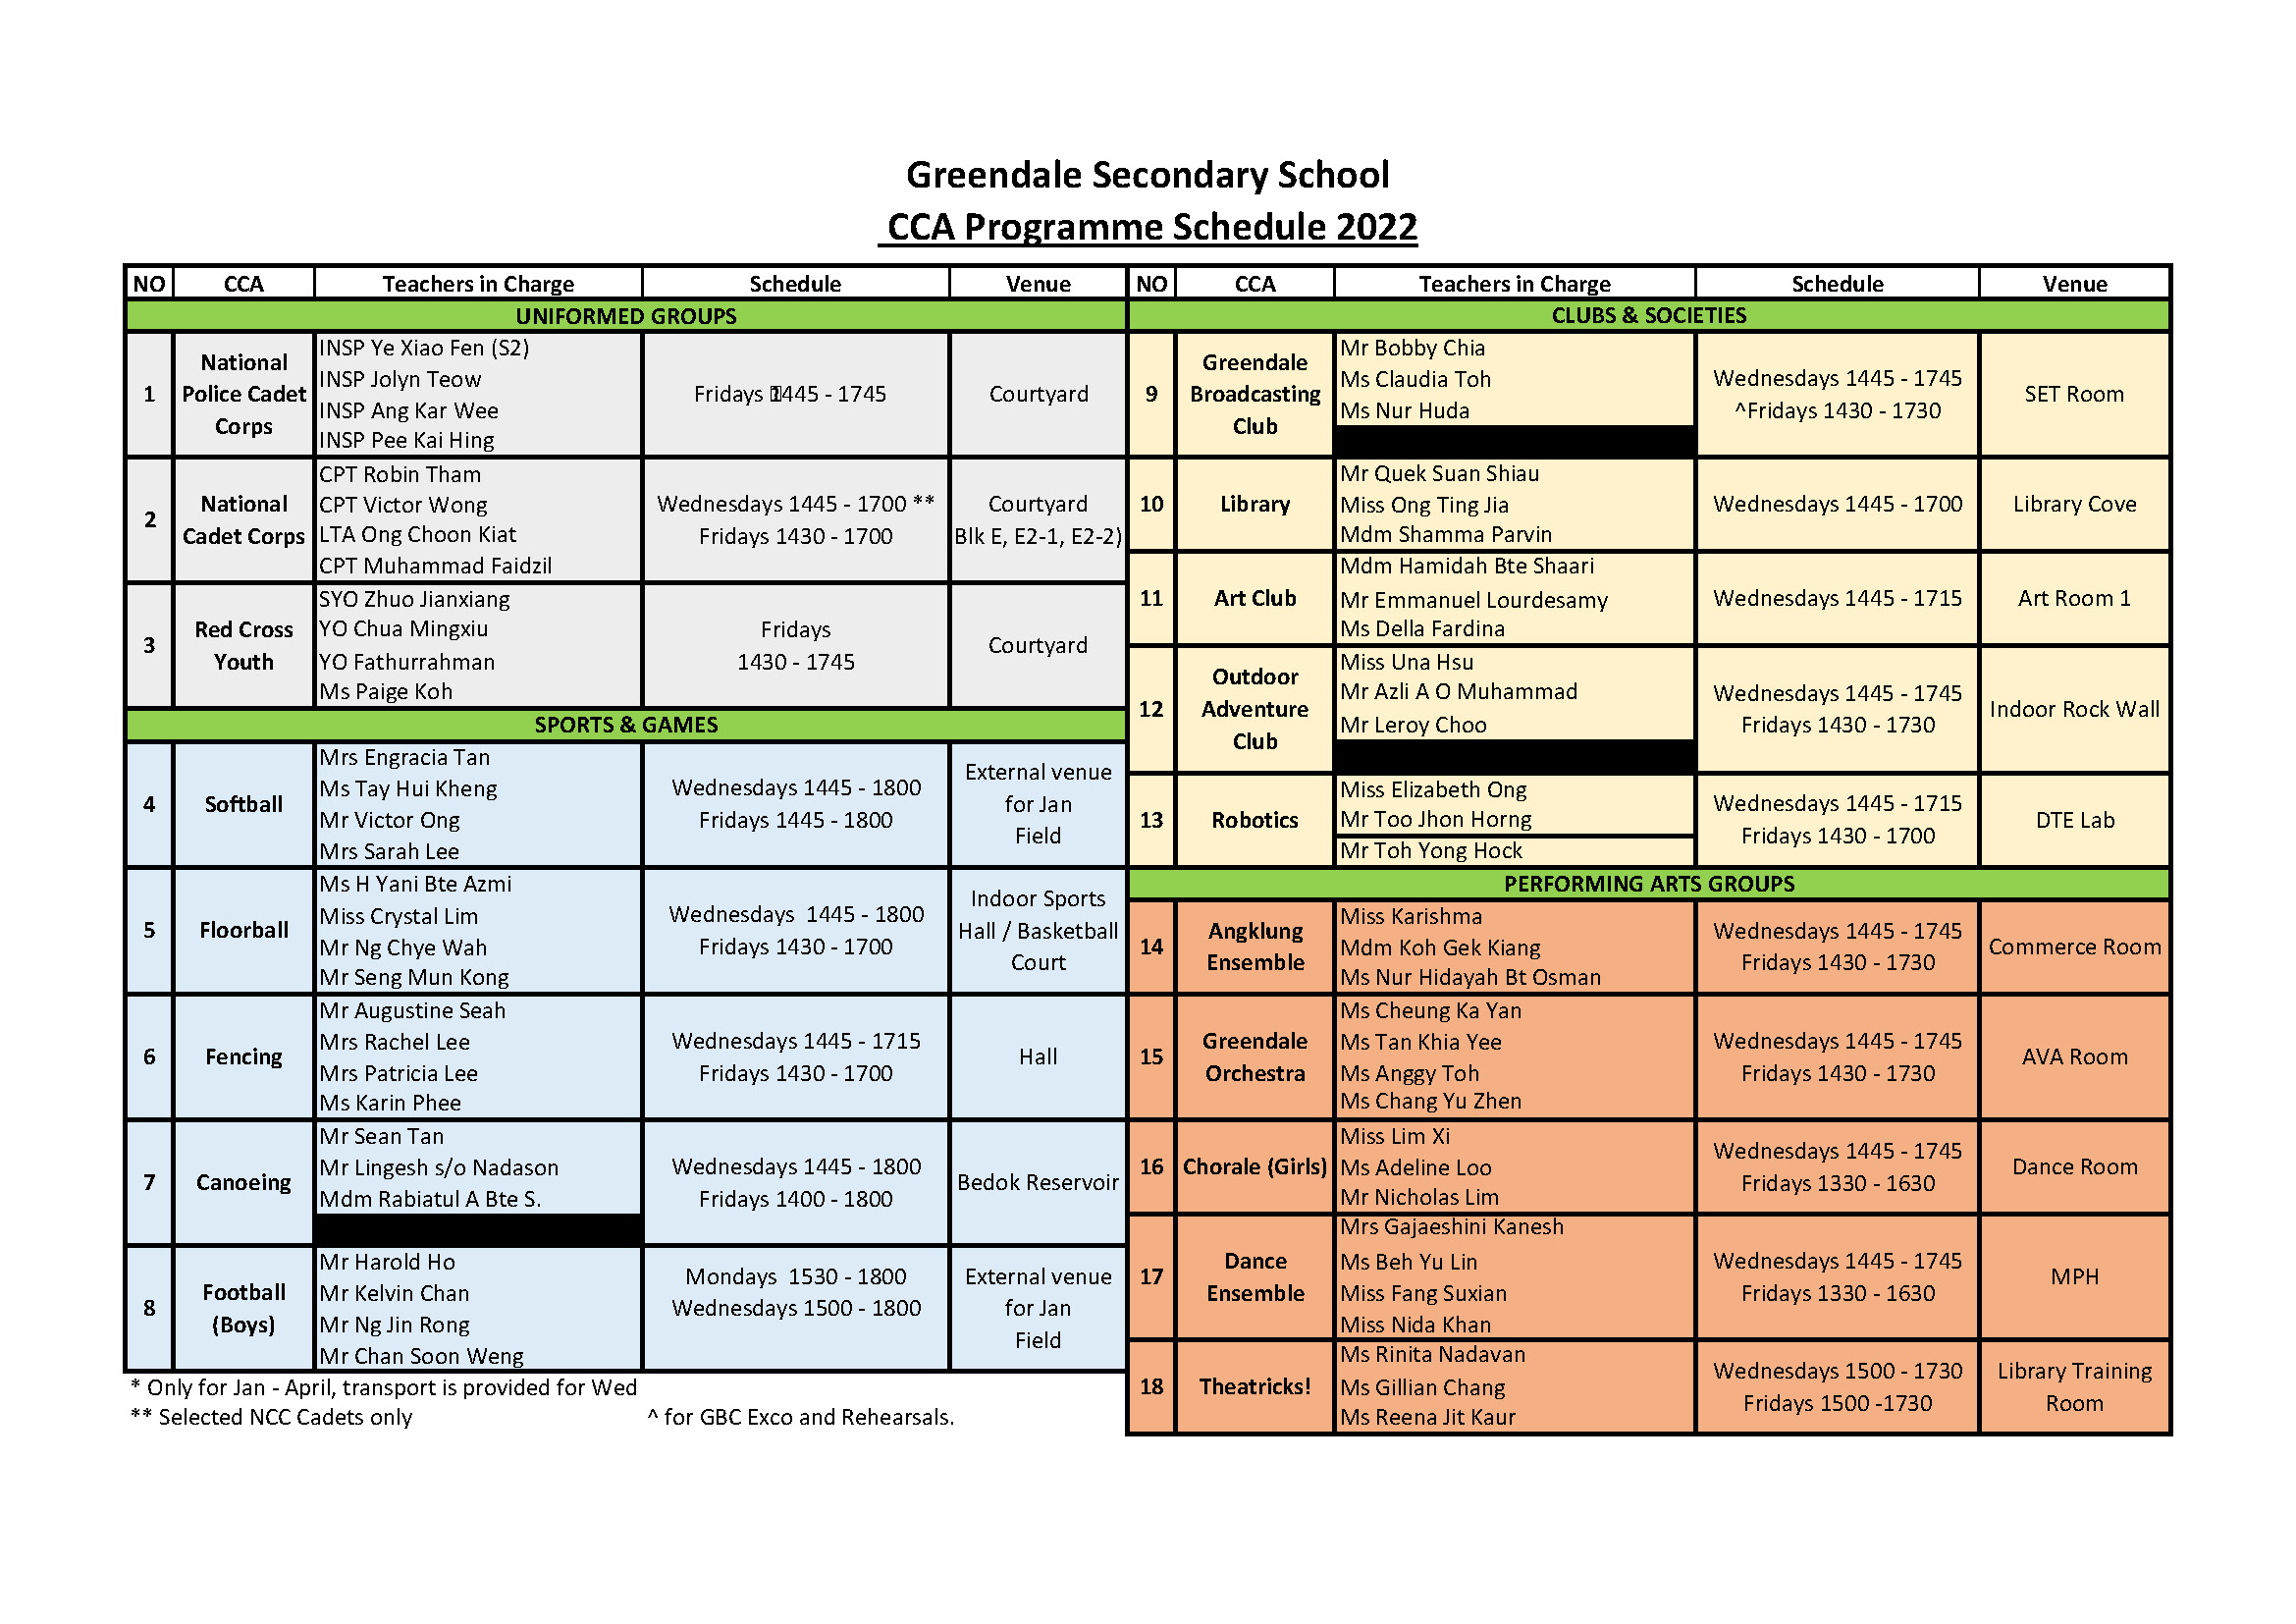 Greendale Secondary School
CCA Programme Schedule 2022
NO CCA Teachers in Charge Schedule Venue
UNIFORMED GROUPS
1
National
Police Cadet
Corps
INSP Ye Xiao Fen (S2)
INSP Jolyn Teow
INSP Ang Kar Wee
INSP Pee Kai Hing
Fridays 1445 - 1745
Courtyard
2
National
Cadet Corps
CPT Robin Tham
CPT Victor Wong
LTA Ong Choon Kiat
CPT Muhammad Faidzil
Wednesdays 1445 - 1700 **
Fridays 1430 - 1700
Courtyard
Blk E, E2-1, E2-2)
3
Red Cross
Youth
SYO Zhuo Jianxiang
YO Chua Mingxiu
YO Fathurrahman
Ms Paige Koh
Fridays
1430 - 1745
Courtyard
SPORTS & GAMES
4
Softball
Mrs Engracia Tan
Ms Tay Hui Kheng
Mr Victor Ong
Mrs Sarah Lee
Wednesdays 1445 - 1800
Fridays 1445 - 1800
External venue
for Jan
Field
5
Floorball
Ms H Yani Bte Azmi
Miss Crystal Lim
Mr Ng Chye Wah
Mr Seng Mun Kong
Wednesdays 1445 - 1800
Fridays 1430 - 1700
Indoor Sports
Hall / Basketball
Court
6
Fencing
Mr Augustine Seah
Mrs Rachel Lee
Mrs Patricia Lee
Ms Karin Phee
Wednesdays 1445 - 1715
Fridays 1430 - 1700
Hall
7
Canoeing
Mr Sean Tan
Mr Lingesh s/o Nadason
Mdm Rabiatul A Bte S.
Wednesdays 1445 - 1800
Fridays 1400 - 1800
Bedok Reservoir
8
Football
(Boys)
Mr Harold Ho
Mr Kelvin Chan
Mr Ng Jin Rong
Mr Chan Soon Weng
Mondays 1530 - 1800
Wednesdays 1500 - 1800
External venue
for Jan
Field
* Only for Jan - April, transport is provided for Wed
** Selected NCC Cadets only
^ for GBC Exco and Rehearsals.
NO CCA Teachers in Charge Schedule Venue
CLUBS & SOCIETIES
9
Greendale
Broadcasting
Club
Mr Bobby Chia
Ms Claudia Toh
Ms Nur Huda
Wednesdays 1445 - 1745
^Fridays 1430 - 1730
SET Room
10
Library
Mr Quek Suan Shiau
Miss Ong Ting Jia
Mdm Shamma Parvin
Wednesdays 1445 - 1700
Library Cove
11
Art Club
Mdm Hamidah Bte Shaari
Mr Emmanuel Lourdesamy
Ms Della Fardina
Wednesdays 1445 - 1715
Art Room 1
12
Outdoor
Adventure
Club
Miss Una Hsu
Mr Azli A O Muhammad
Mr Leroy Choo
Wednesdays 1445 - 1745
Fridays 1430 - 1730
Indoor Rock Wall
13
Robotics
Miss Elizabeth Ong
Mr Too Jhon Horng
Mr Toh Yong Hock
Wednesdays 1445 - 1715
Fridays 1430 - 1700
DTE Lab
PERFORMING ARTS GROUPS
14
Angklung
Ensemble
Miss Karishma
Mdm Koh Gek Kiang
Ms Nur Hidayah Bt Osman
Wednesdays 1445 - 1745
Fridays 1430 - 1730
Commerce Room
15
Greendale
Orchestra
Ms Cheung Ka Yan
Ms Tan Khia Yee
Ms Anggy Toh
Ms Chang Yu Zhen
Wednesdays 1445 - 1745
Fridays 1430 - 1730
AVA Room
16
Chorale (Girls)
Miss Lim Xi
Ms Adeline Loo
Mr Nicholas Lim
Wednesdays 1445 - 1745
Fridays 1330 - 1630
Dance Room
17
Dance
Ensemble
Mrs Gajaeshini Kanesh
Ms Beh Yu Lin
Miss Fang Suxian
Miss Nida Khan
Wednesdays 1445 - 1745
Fridays 1330 - 1630
MPH
18
Theatricks!
Ms Rinita Nadavan
Ms Gillian Chang
Ms Reena Jit Kaur
Wednesdays 1500 - 1730
Fridays 1500 -1730
Library Training
Room